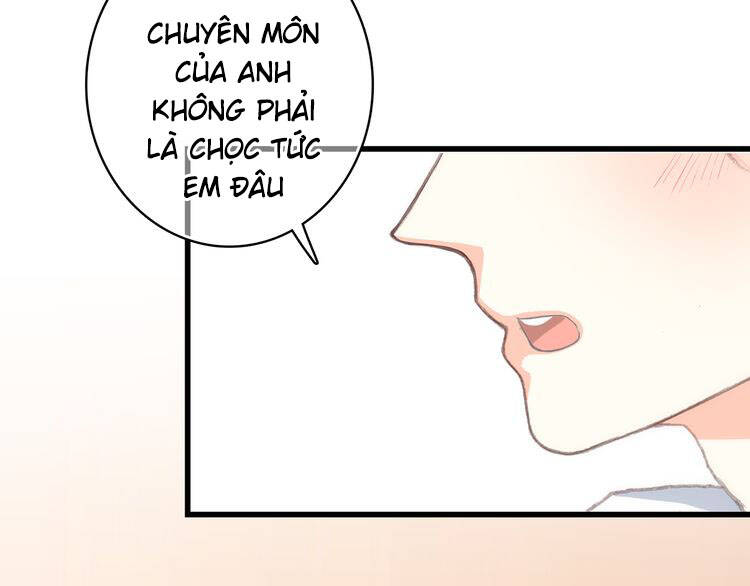 CHUYÊN MÔN
CỦA ANH
KHÔNG PHẢI
LÀ CHỌC TỨC
EM ĐÂU